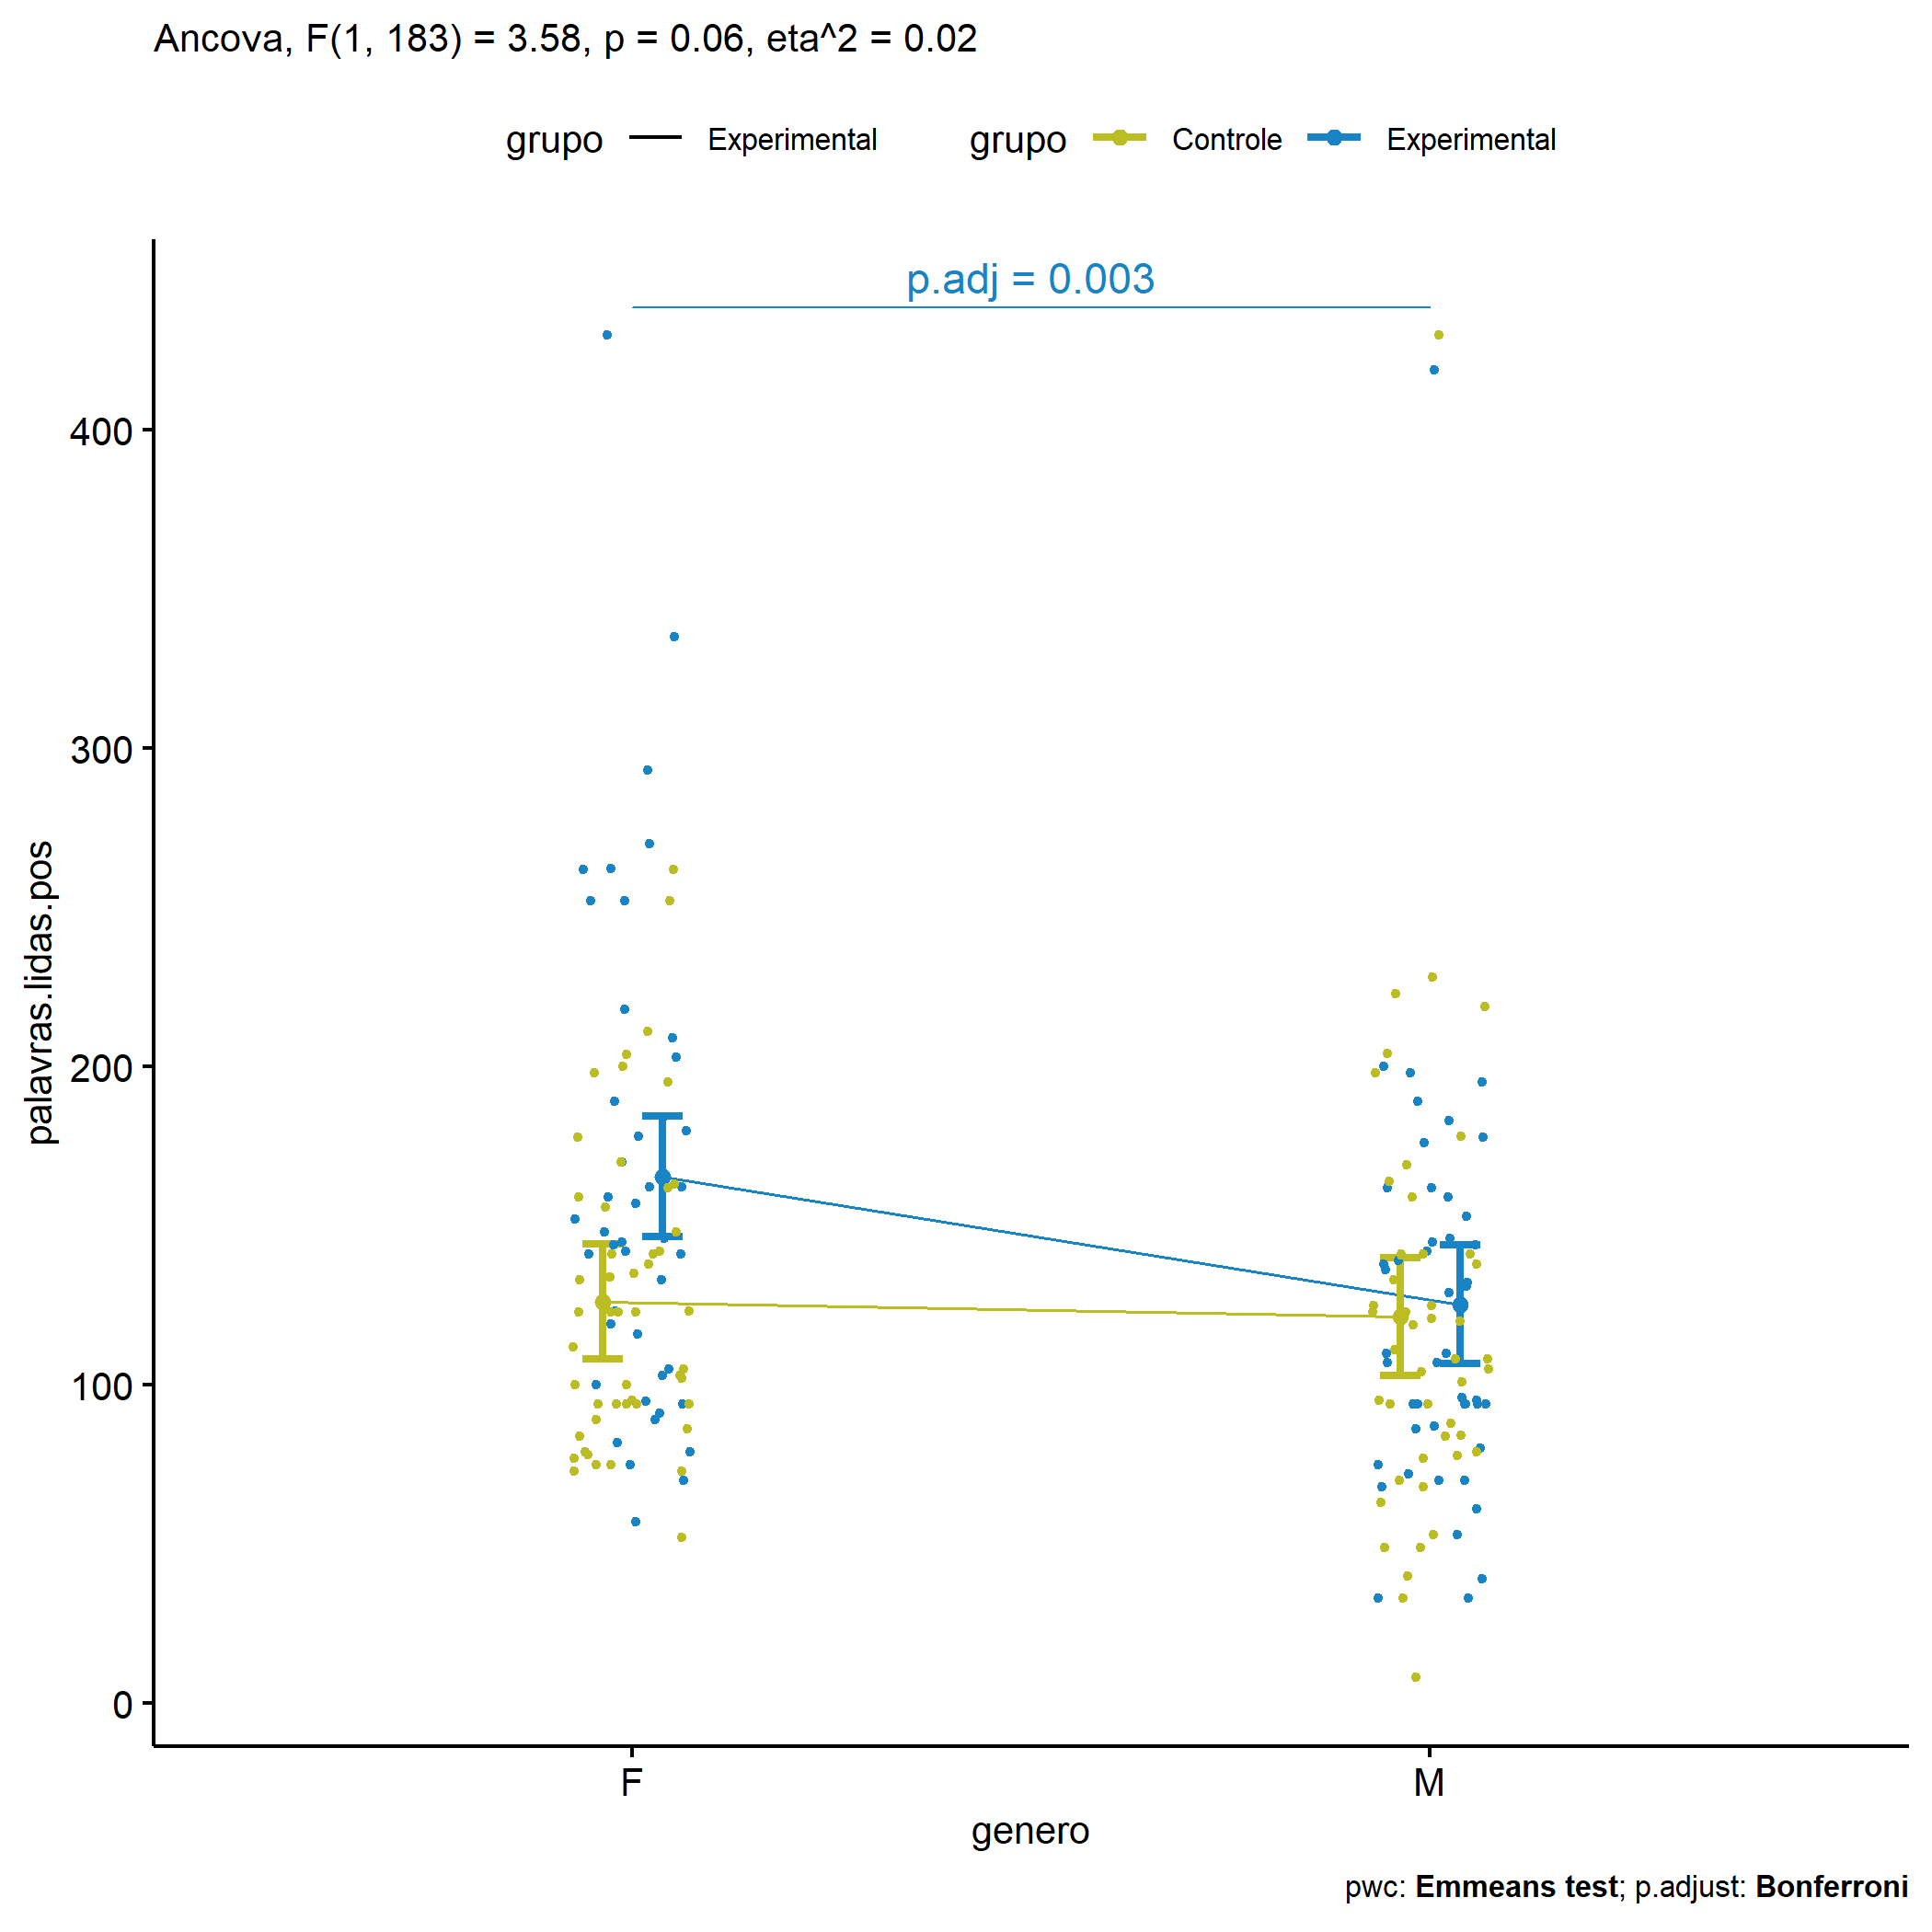 Ancova, F(1, 183) = 3.58, p = 0.06, eta^2 = 0.02
grupo Experimental grupo Controle Experimental
p.adj = 0.003
400
300
200
100
0
palavras.lidas.pos
F M
genero
pwc: Emmeans test; p.adjust: Bonferroni